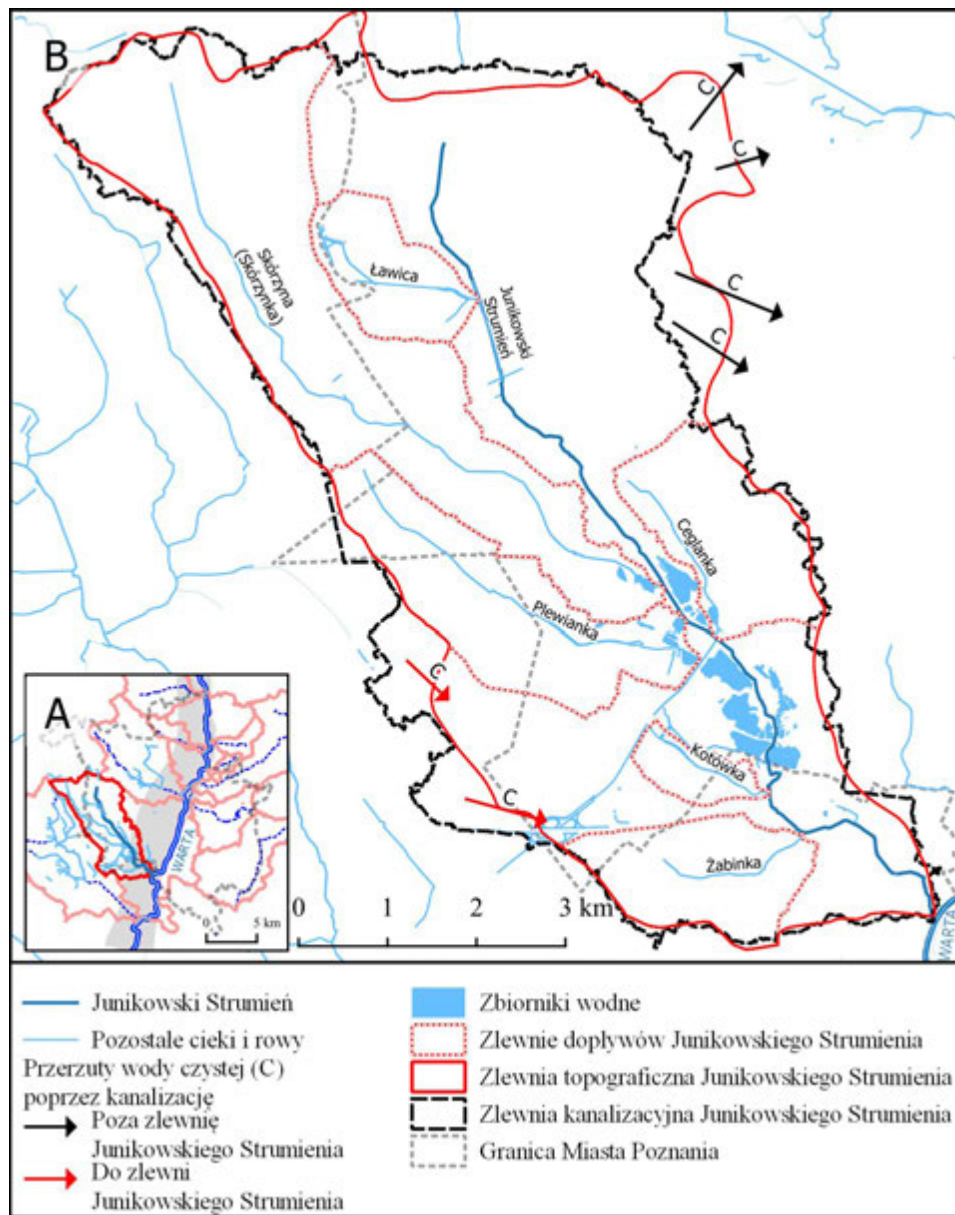 B
C
C
Skórzyna
(Skórzynka)
Ławica
Junikowski
Strumień
C
C
Ceglanka
Plewianka
C
A
WARTA
0 5 km
Kotówka
C
Żabinka
0 1 2 3 km
WARTA
Junikowski Strumień
Pozostałe cieki i rowy
Przerzuty wody czystej (C)
poprzez kanalizację
Poza zlewnię
Junikowskiego Strumienia
Do zlewni
Junikowskiego Strumienia
Zbiorniki wodne
Zlewnie dopływów Junikowskiego Strumienia
Zlewnia topograficzna Junikowskiego Strumienia
Zlewnia kanalizacyjna Junikowskiego Strumienia
Granica Miasta Poznania